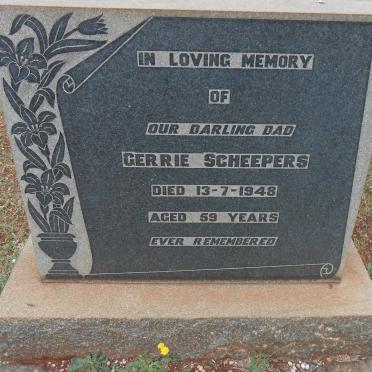 IN LOVING MEMORY
OF
OUR DARLING DAD
GERRIE SCHEEPERS
DIED 13-7-1948
AGED 59 YEARS
EVER REMEMBERED